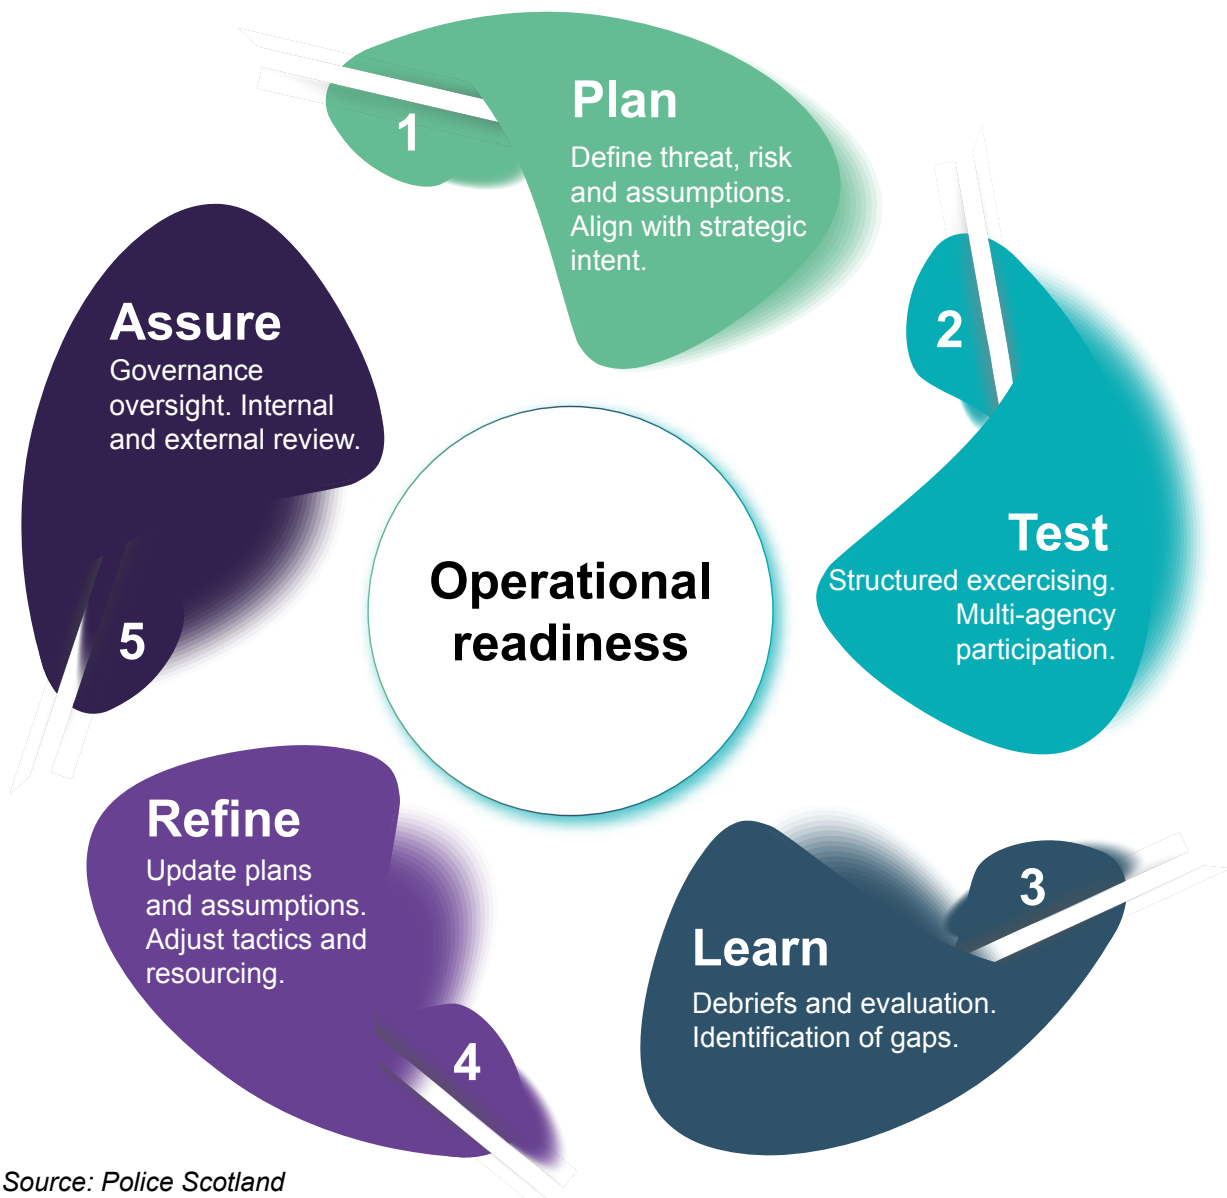 1
Plan
Define threat, risk
and assumptions.
Align with strategic
intent.
2
Test
Structured excercising.
Multi-agency
participation.
3
Learn
Debriefs and evaluation.
Identification of gaps.
4
Refine
Update plans
and assumptions.
Adjust tactics and
resourcing.
5
Assure
Governance
oversight. Internal
and external review.
Operational
readiness
Source: Police Scotland